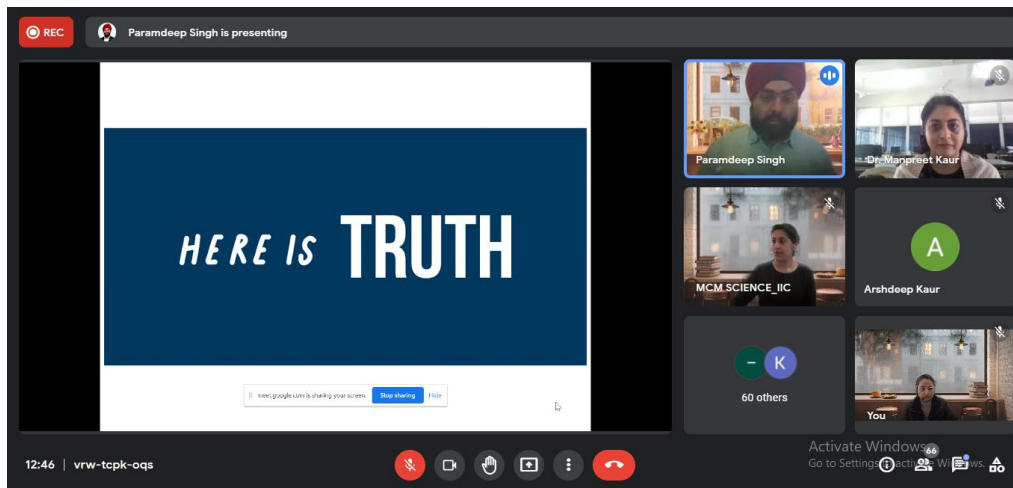 REC
Paramdeep Singh is presenting
HERE IS TRUTH
meet.google.com is sharing your screen.
Stop sharing
Hide
Paramdeep Singh
Dr. Manpreet Kaur
MCM SCIENCE_IIC
A
Arshdeep Kaur
- K
60 others
You
12:46 | vrw-tcpk-oqs
66
Activate Windows
Go to Settings to activate Windows.